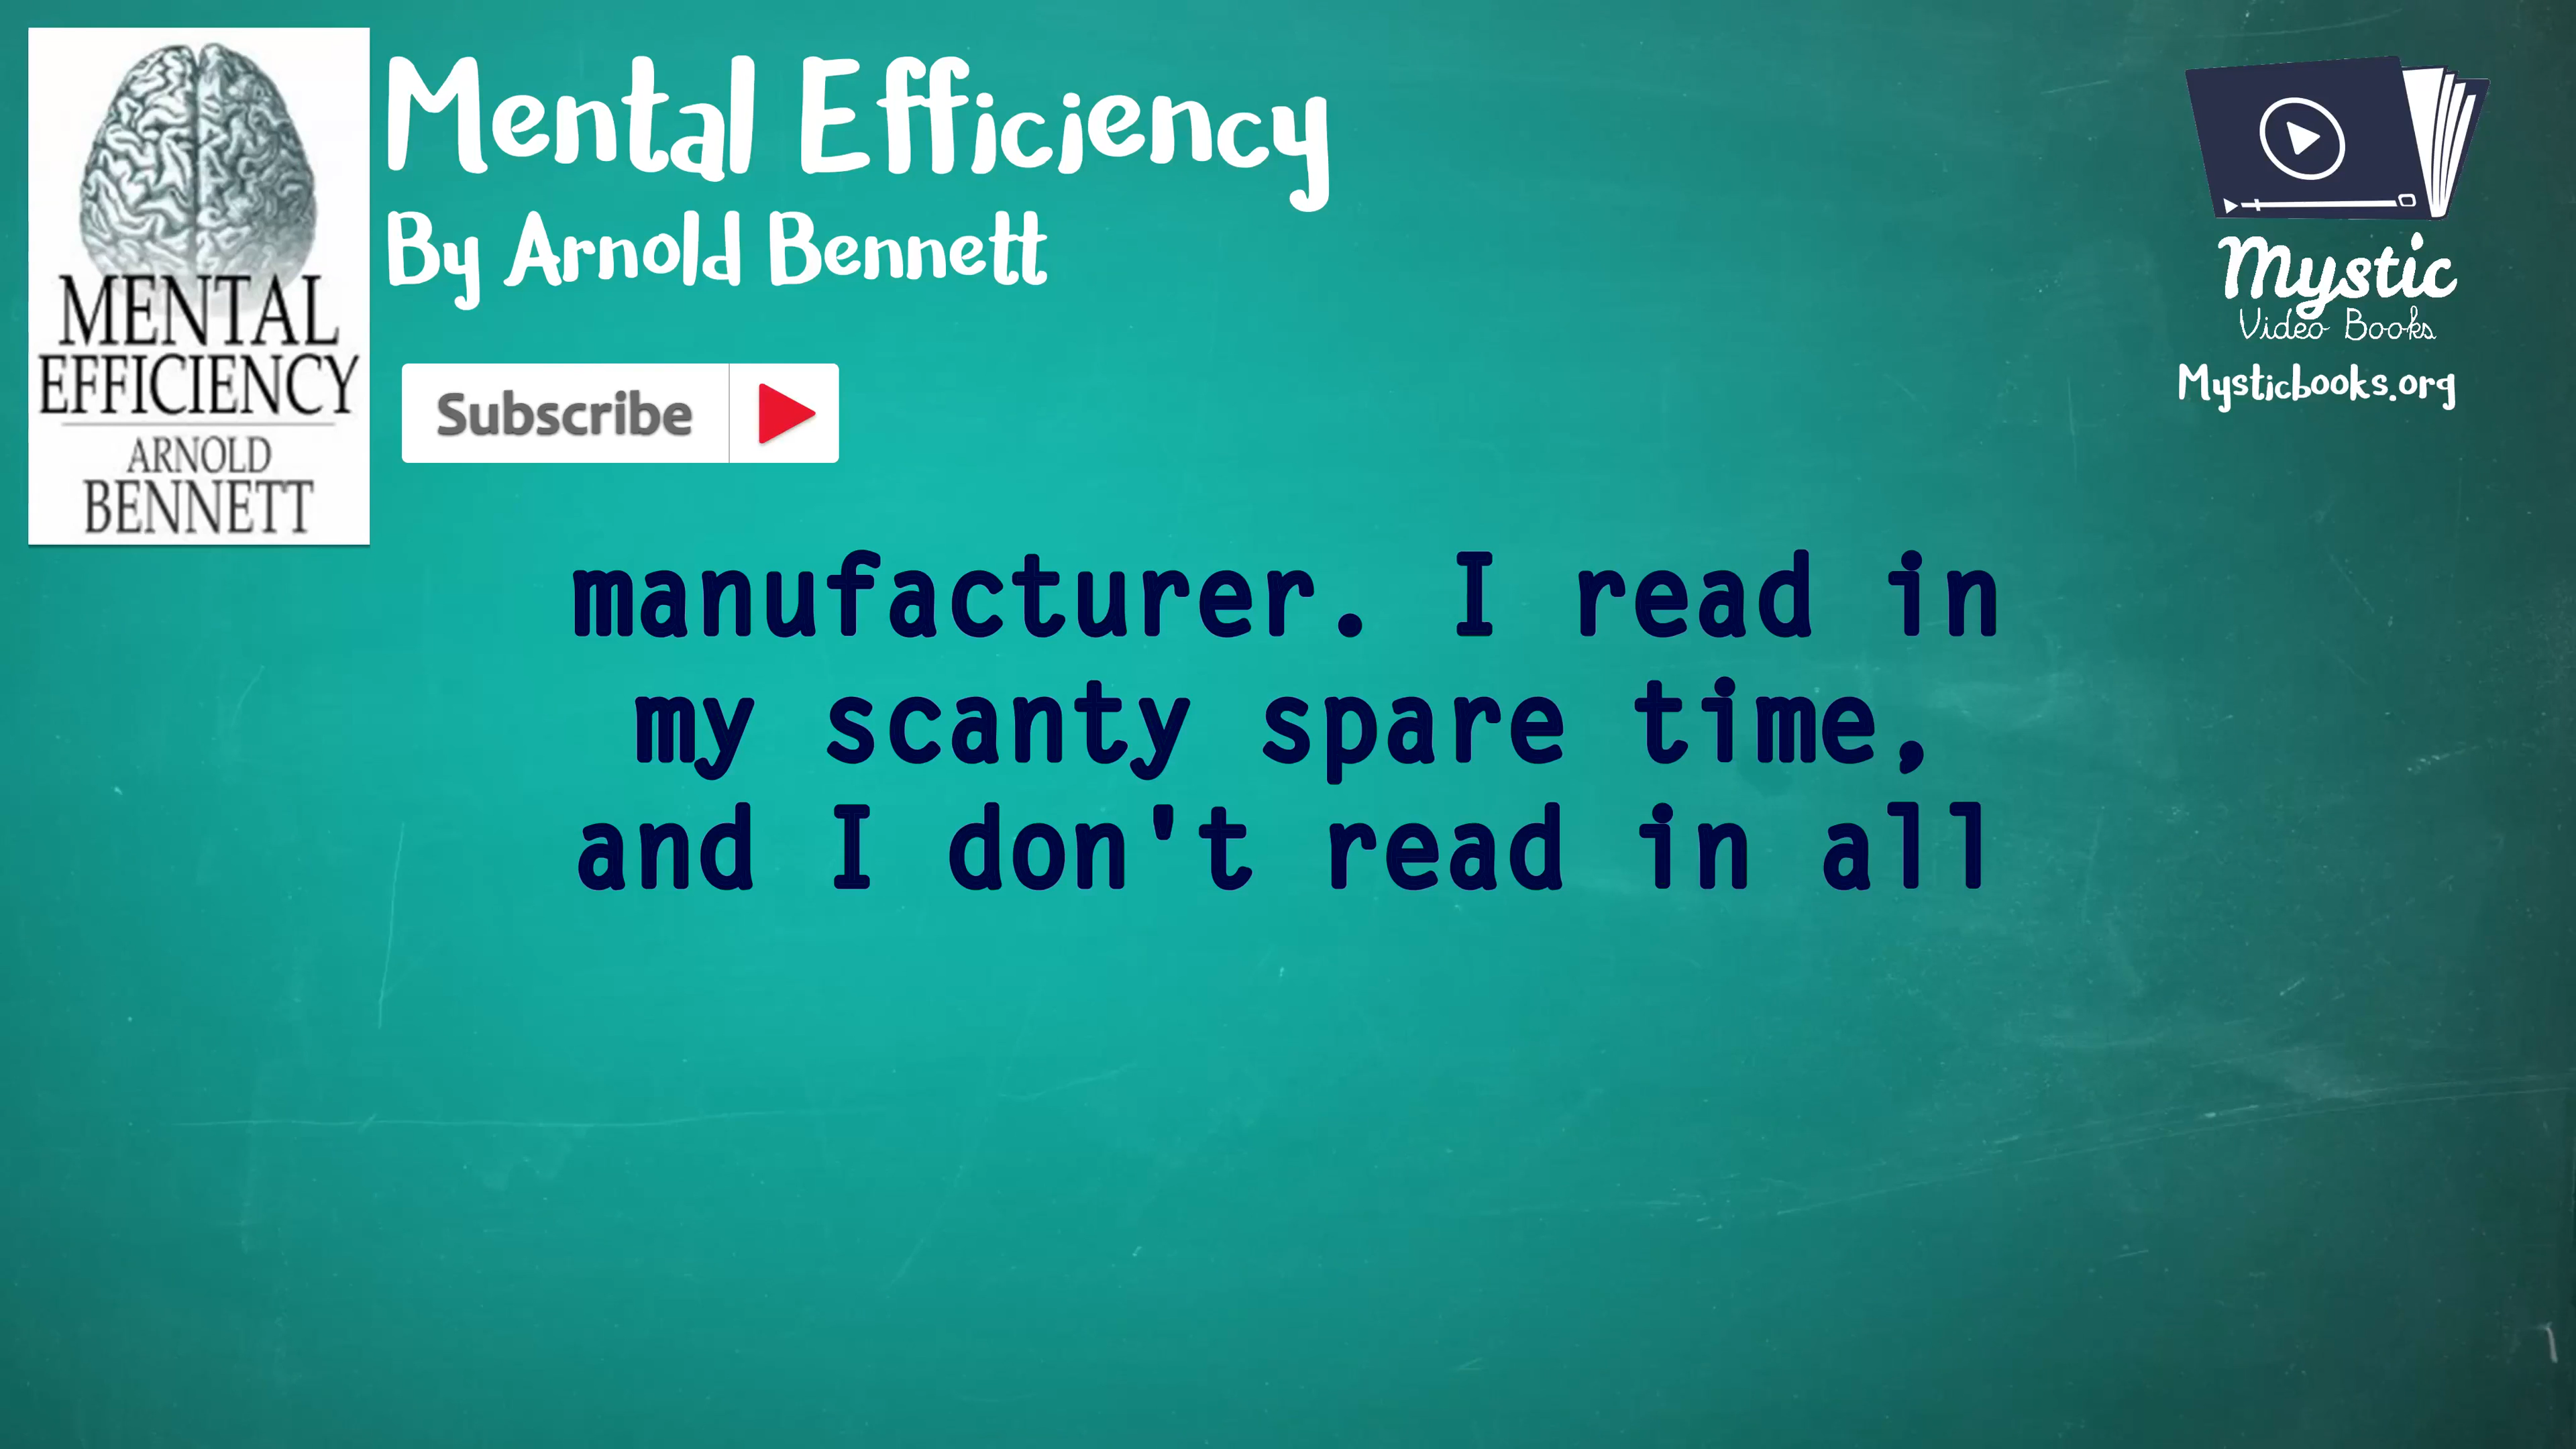 MENTAL
EFFICIENCY
ARNOLD
BENNETT
Mental Efficiency
By Arnold Bennett
Subscribe
Mystic
Video Books
Mysticbooks.org
manufacturer. I read in
my scanty spare time,
and I don't read in all